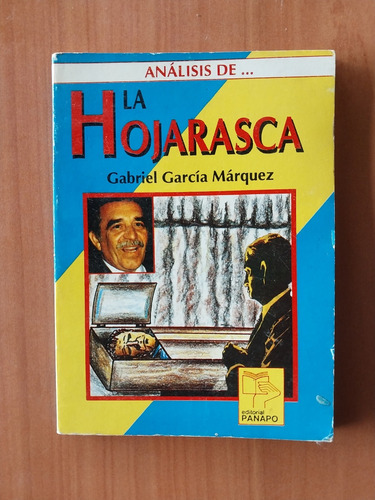 ANÁLISIS DE ...
LA
HOJARASCA
Gabriel García Márquez
editorial
PANAPO